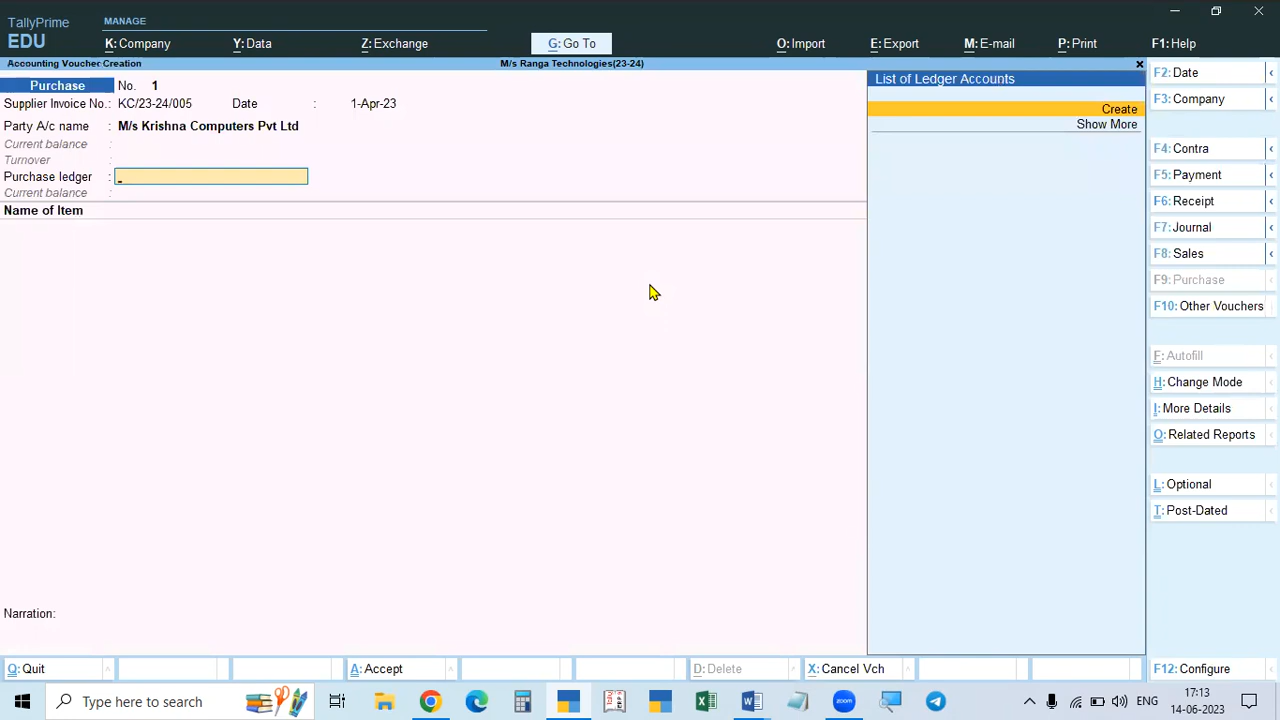 TallyPrime
EDU
MANAGE
K: Company
Y: Data
Z: Exchange
G: Go To
O: Import
E: Export
M: E-mail
P: Print
F1: Help
Accounting Voucher Creation
M/s Ranga Technologies(23-24)
Purchase No. 1
Supplier Invoice No.: KC/23-24/005 Date : 1-Apr-23
Party A/c name : M/s Krishna Computers Pvt Ltd
Current balance :
Turnover :
Purchase ledger :
Current balance :
Name of Item
Narration:
List of Ledger Accounts
Create
Show More
F2: Date
F3: Company
F4: Contra
F5: Payment
F6: Receipt
F7: Journal
F8: Sales
F9: Purchase
F10: Other Vouchers
F: Autofill
H: Change Mode
I: More Details
O: Related Reports
L: Optional
T: Post-Dated
Q: Quit
A: Accept
D: Delete
X: Cancel Vch
F12: Configure
Type here to search
zoom
ENG
17:13
14-06-2023